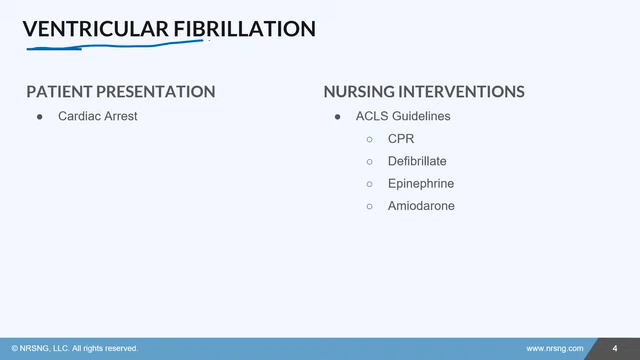 VENTRICULAR FIBRILLATION
PATIENT PRESENTATION
● Cardiac Arrest
NURSING INTERVENTIONS
● ACLS Guidelines
○ CPR
○ Defibrillate
○ Epinephrine
○ Amiodarone
© NRSNG, LLC. All rights reserved.
www.nrsng.com
4